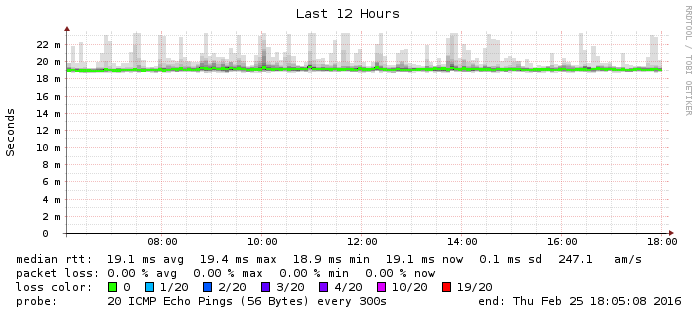 Last 12 Hours
RRDTOOL / TOBI OETIKER
Seconds
22 m
20 m
18 m
16 m
14 m
12 m
10 m
8 m
6 m
4 m
2 m
0
08:00 10:00 12:00 14:00 16:00 18:00
median rtt: 19.1 ms avg 19.4 ms max 18.9 ms min 19.1 ms now 0.1 ms sd 247.1 am/s
packet loss: 0.00 % avg 0.00 % max 0.00 % min 0.00 % now
loss color: 0 1/20 2/20 3/20 4/20 10/20 19/20
probe: 20 ICMP Echo Pings (56 Bytes) every 300s end: Thu Feb 25 18:05:08 2016